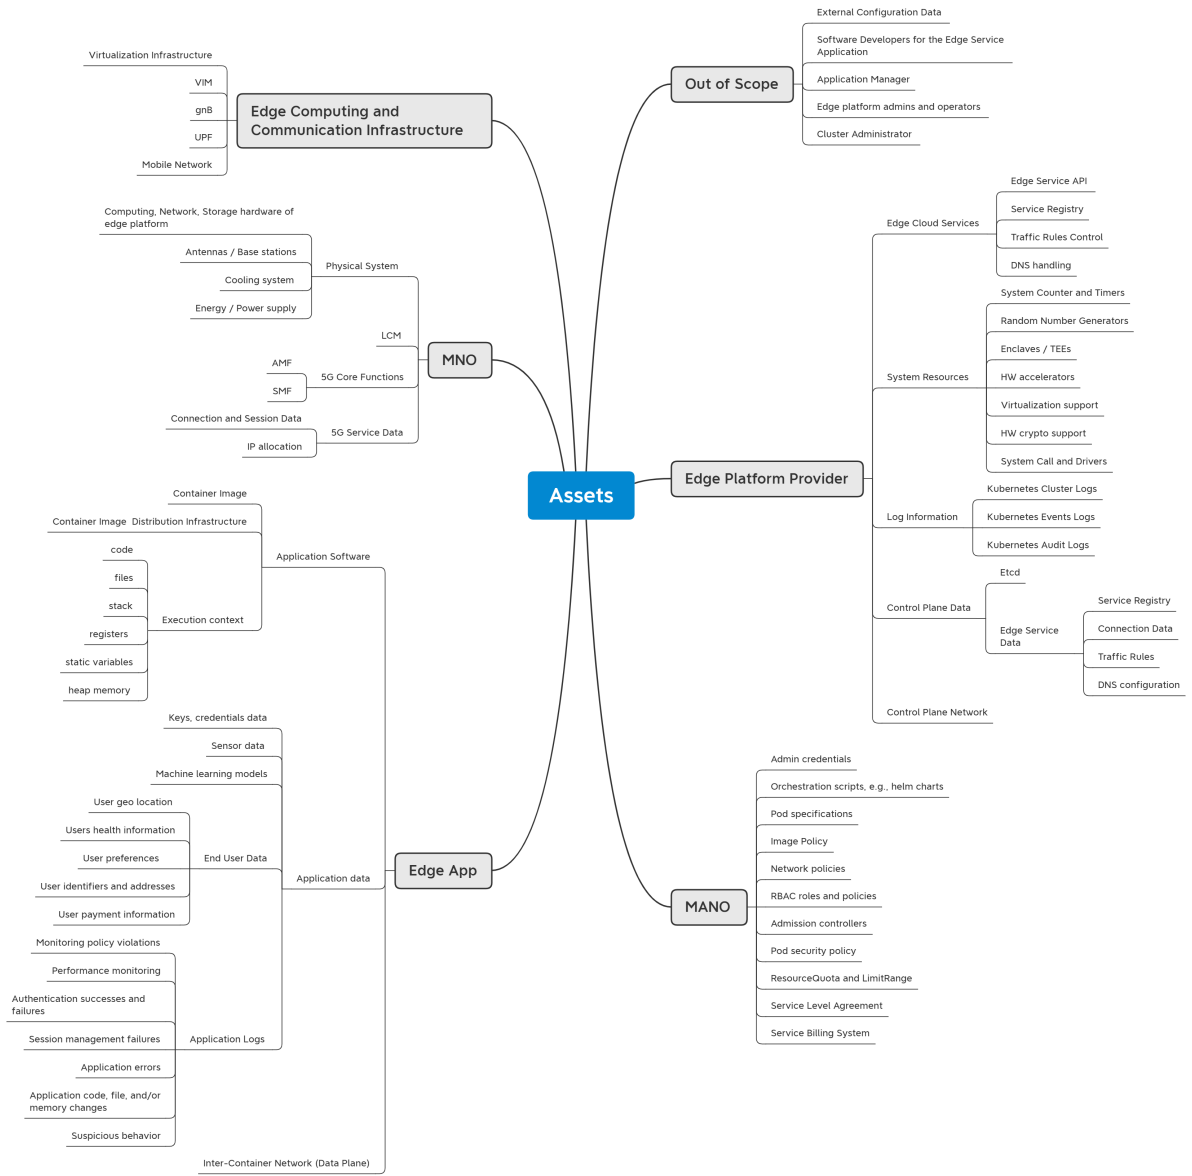 Assets
Edge Computing and
Communication Infrastructure
Virtualization Infrastructure
VIM
gnB
UPF
Mobile Network
MNO
Physical System
Computing, Network, Storage hardware of
edge platform
Antennas / Base stations
Cooling system
Energy / Power supply
LCM
5G Core Functions
AMF
SMF
5G Service Data
Connection and Session Data
IP allocation
Edge App
Application Software
Container Image
Container Image  Distribution Infrastructure
Execution context
code
files
stack
registers
static variables
heap memory
Application data
Keys, credentials data
Sensor data
Machine learning models
End User Data
User geo location
Users health information
User preferences
User identifiers and addresses
User payment information
Application Logs
Monitoring policy violations
Performance monitoring
Authentication successes and
failures
Session management failures
Application errors
Application code, file, and/or
memory changes
Suspicious behavior
Inter-Container Network (Data Plane)
Out of Scope
External Configuration Data
Software Developers for the Edge Service
Application
Application Manager
Edge platform admins and operators
Cluster Administrator
Edge Platform Provider
Edge Cloud Services
Edge Service API
Service Registry
Traffic Rules Control
DNS handling
System Resources
System Counter and Timers
Random Number Generators
Enclaves / TEEs
HW accelerators
Virtualization support
HW crypto support
System Call and Drivers
Log Information
Kubernetes Cluster Logs
Kubernetes Events Logs
Kubernetes Audit Logs
Control Plane Data
Etcd
Edge Service
Data
Service Registry
Connection Data
Traffic Rules
DNS configuration
Control Plane Network
MANO
Admin credentials
Orchestration scripts, e.g., helm charts
Pod specifications
Image Policy
Network policies
RBAC roles and policies
Admission controllers
Pod security policy
ResourceQuota and LimitRange
Service Level Agreement
Service Billing System